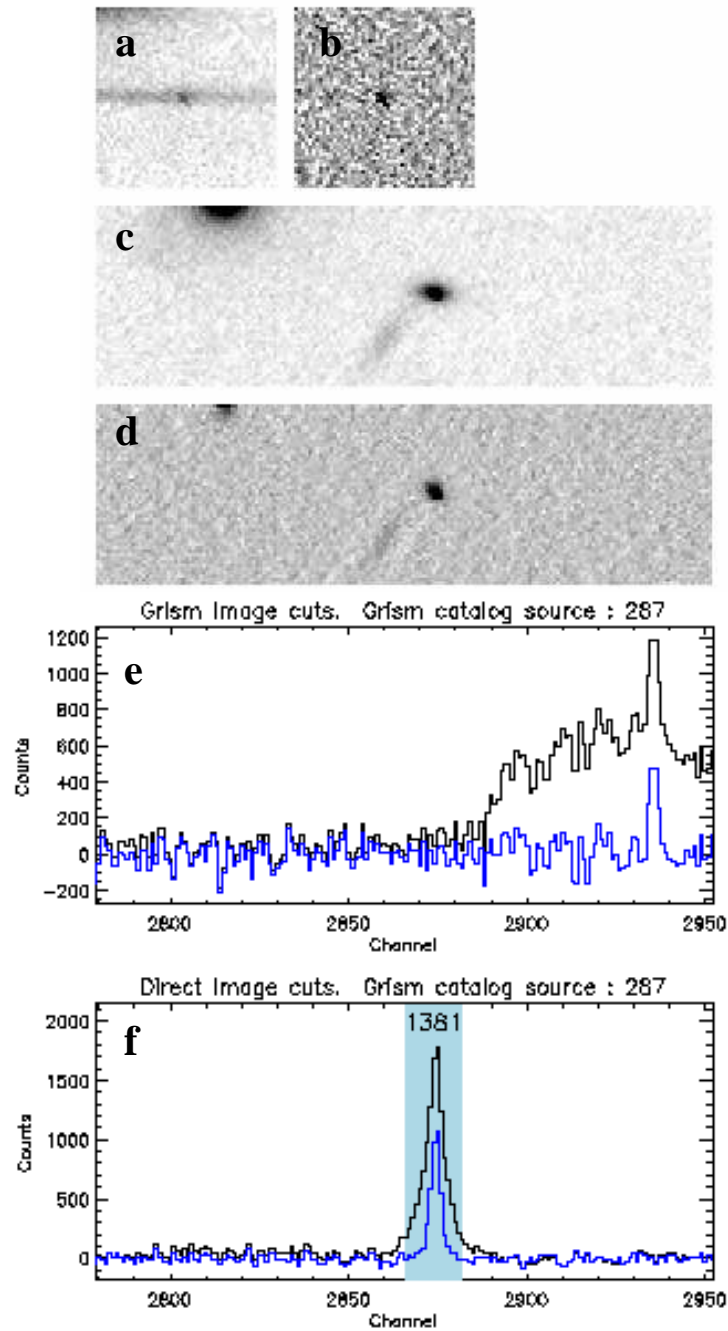 a
b
c
d
Grism image cuts. Grism catalog source : 287
e
1200
1000
800
600
400
200
0
-200
Counts
2800
2850
2900
2950
Channel
Direct image cuts. Grism catalog source : 287
f
1381
2000
1500
1000
500
0
Counts
2800
2850
2900
2950
Channel